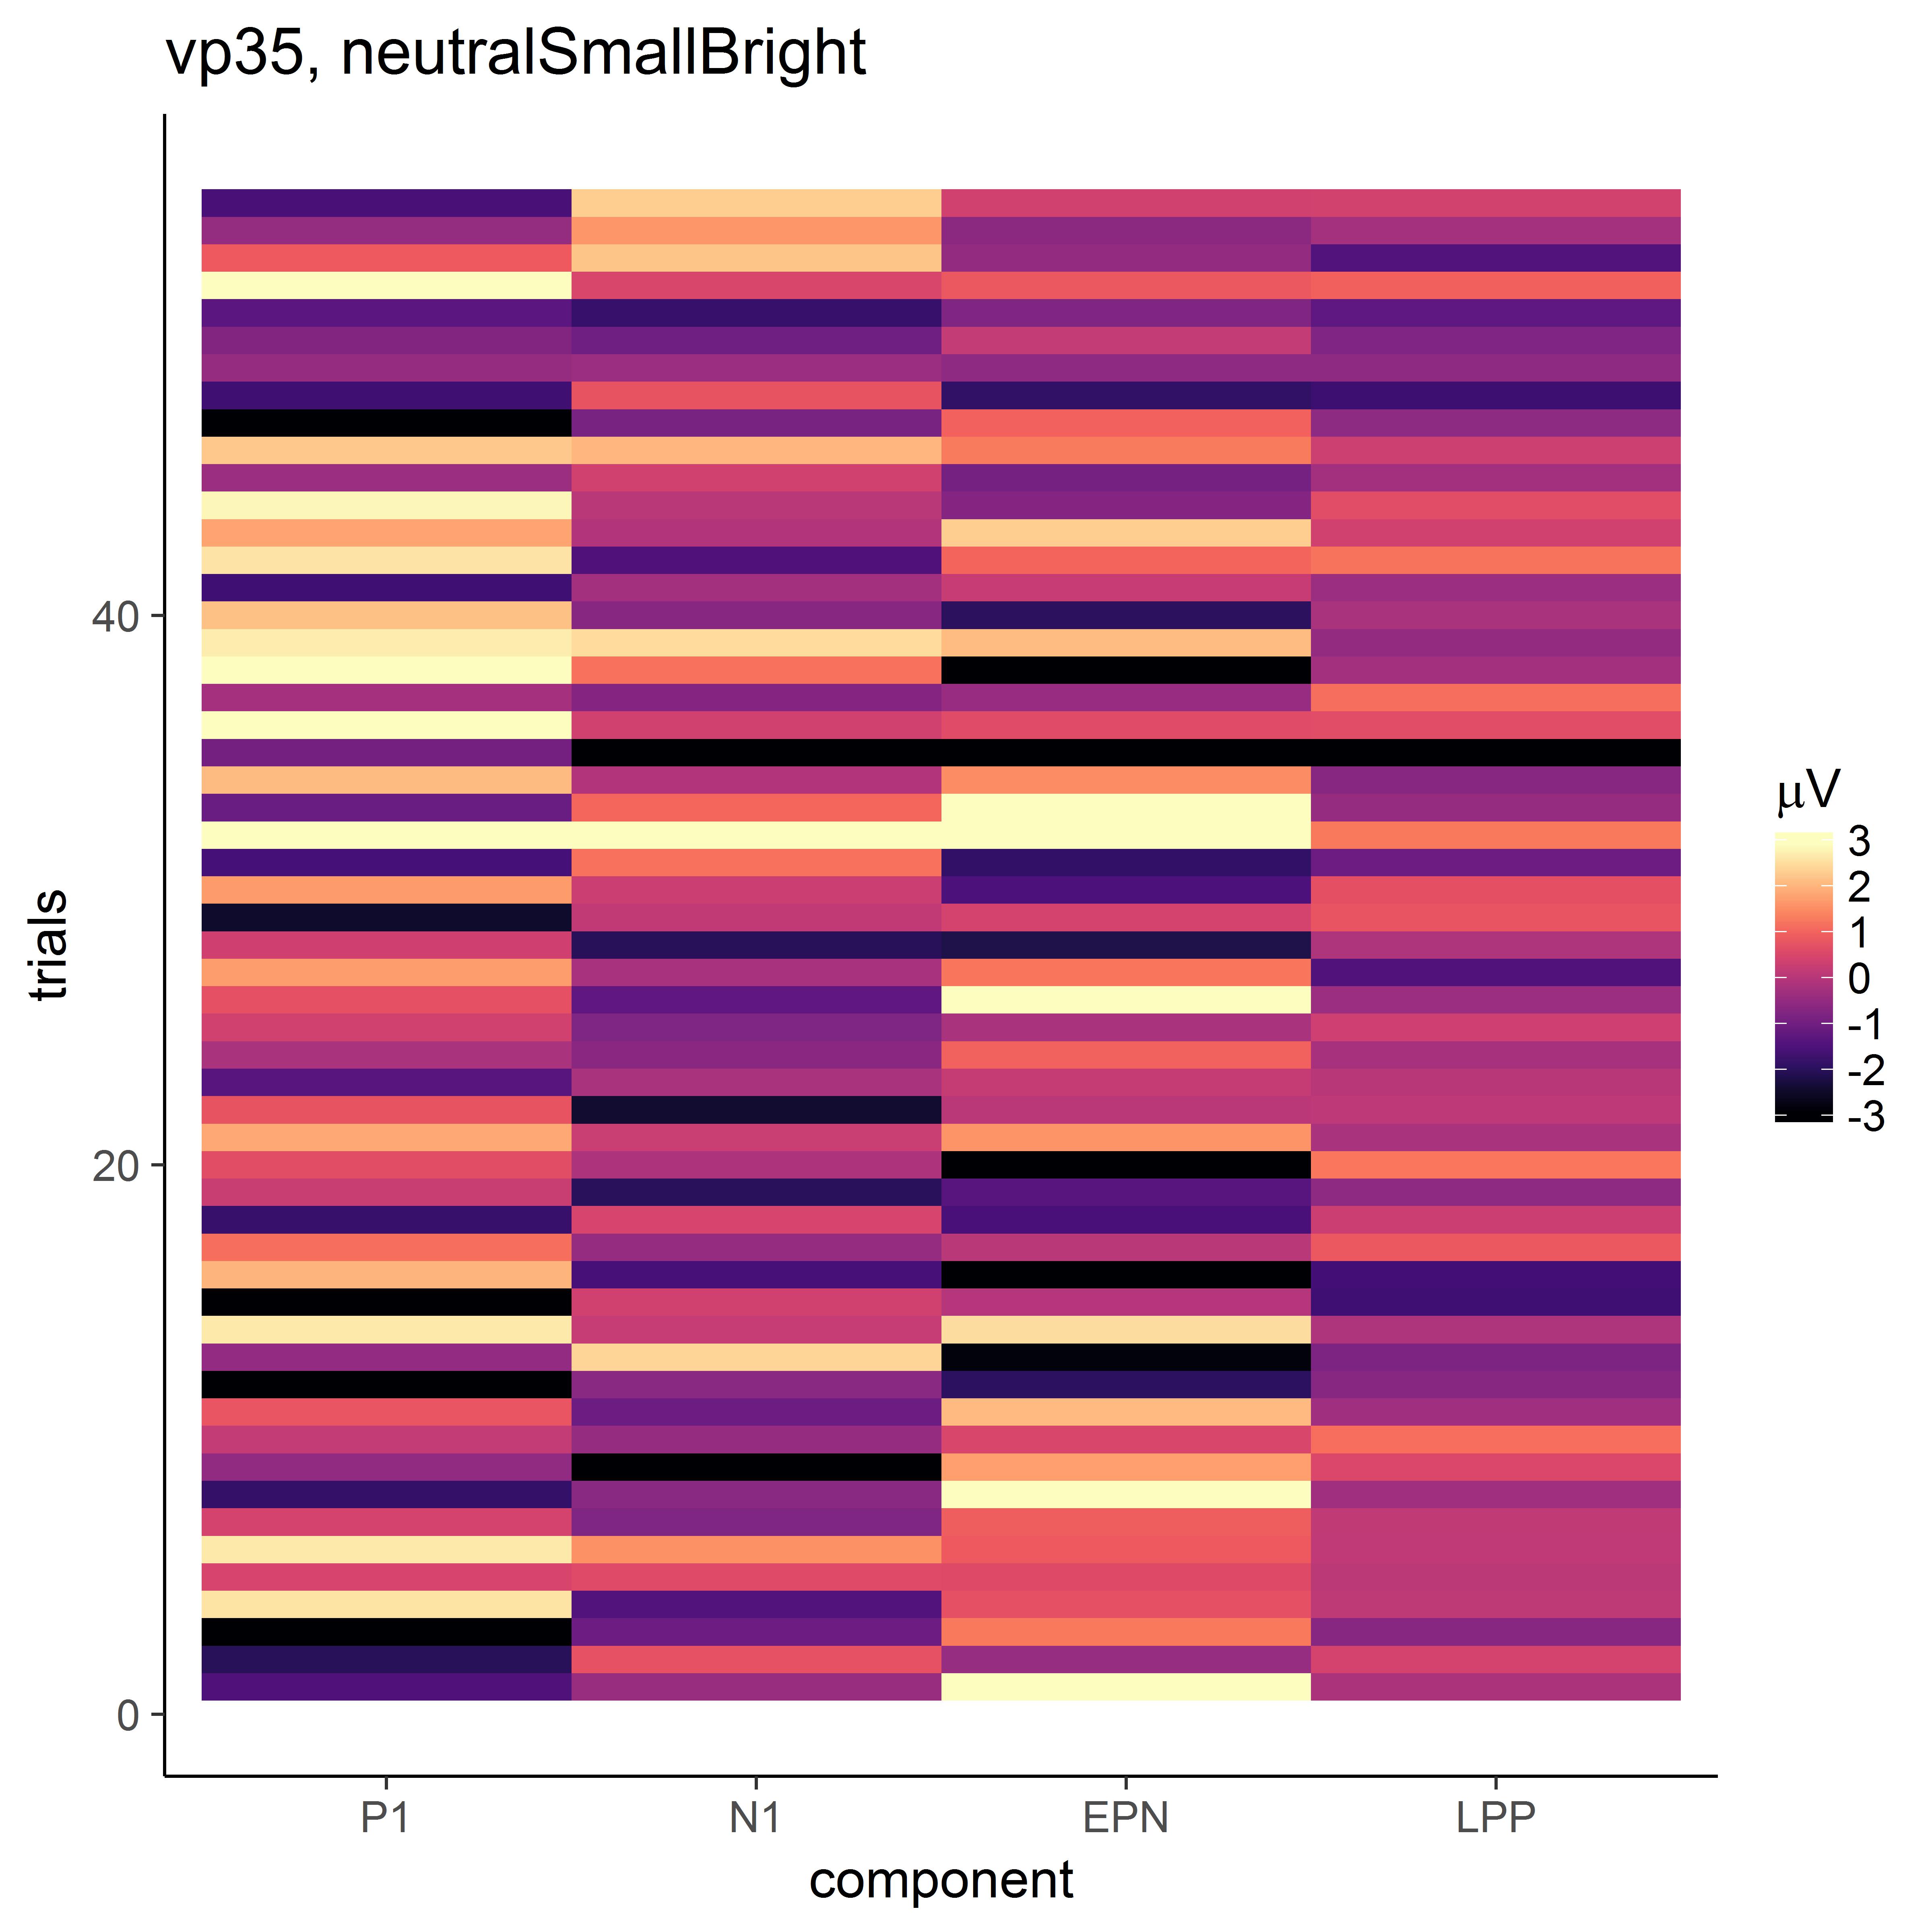 vp35, neutralSmallBright
trials
40
20
0
P1
N1
EPN
LPP
component
μV
3
2
1
0
-1
-2
-3